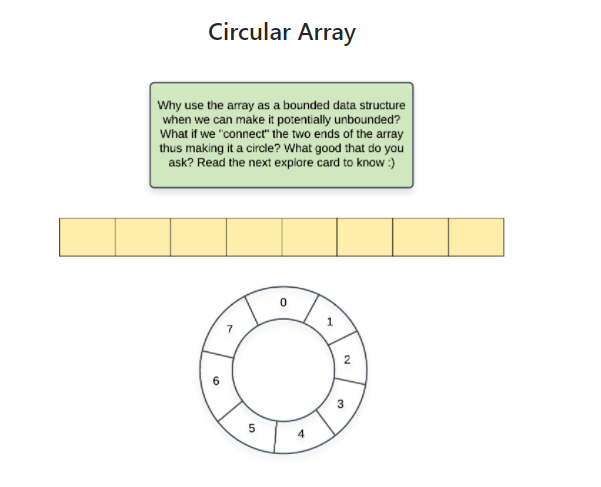 Circular Array
Why use the array as a bounded data structure
when we can make it potentially unbounded?
What if we "connect" the two ends of the array
thus making it a circle? What good that do you
ask? Read the next explore card to know :)
0
1
2
3
4
5
6
7